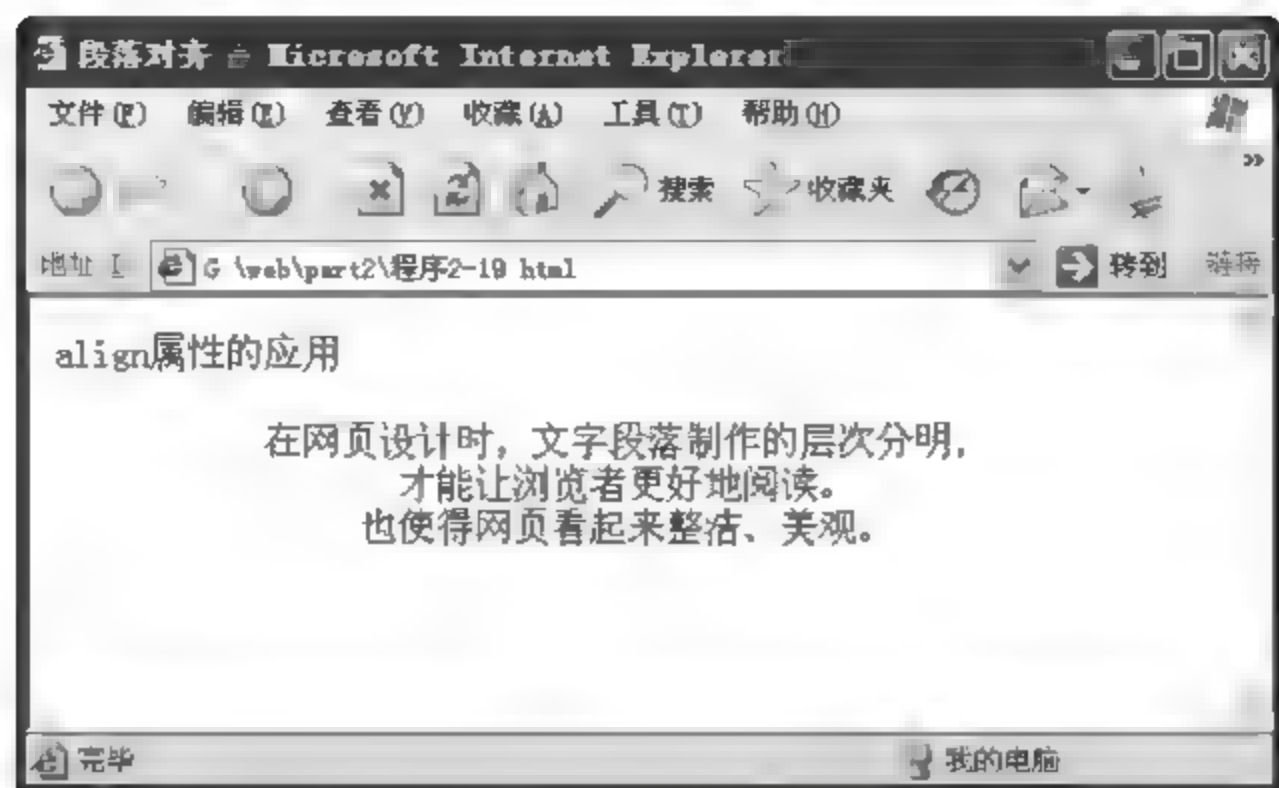 段落对齐 - Microsoft Internet Explorer
文件(F) 编辑(E) 查看(V) 收藏(A) 工具(T) 帮助(H)
搜索 收藏夹 »
地址 G \web\part2\程序2-19 html 转到 链接
align属性的应用
在网页设计时，文字段落制作的层次分明，
才能让浏览者更好地阅读。
也使得网页看起来整洁、美观。
完毕 我的电脑